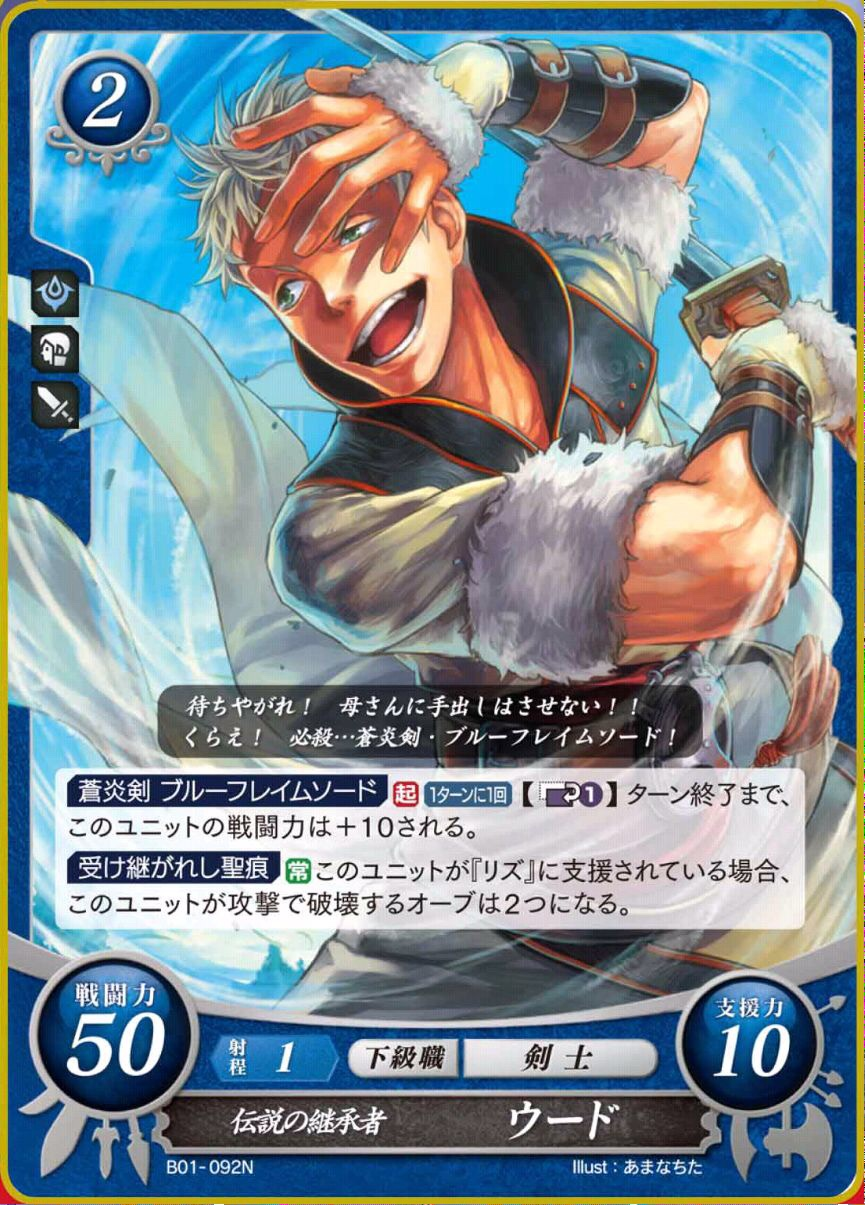 2
待ちやがれ！　母さんに手出しはさせない！！
くらえ！　必殺…蒼炎剣・ブルーフレイムソード！
蒼炎剣 ブルーフレイムソード 起 1ターンに1回 【1】ターン終了まで、
このユニットの戦闘力は＋10される。
受け継がれし聖痕 常 このユニットが『リズ』に支援されている場合、
このユニットが攻撃で破壊するオーブは2つになる。
戦闘力
50
射程 1
下級職 剣士
支援力
10
伝説の継承者 ウード
B01-092N
Illust：あまなちた